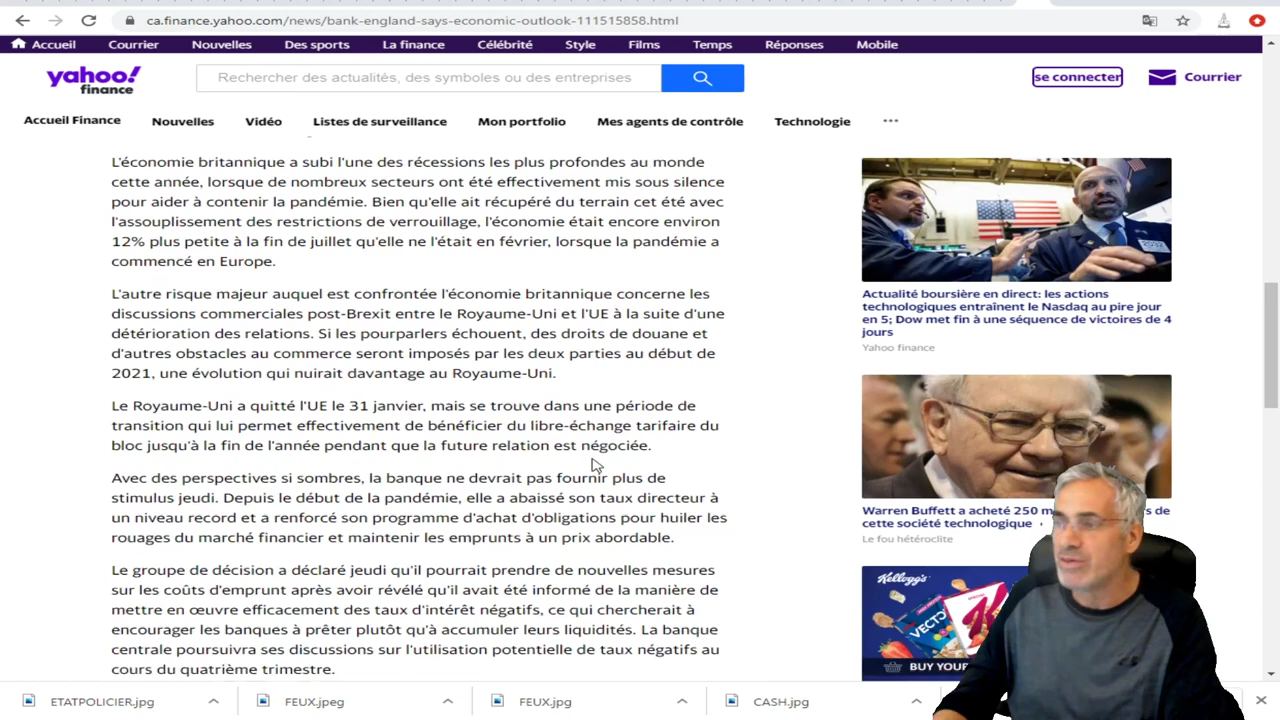 ca.finance.yahoo.com/news/bank-england-says-economic-outlook-111515858.html
Accueil Courrier Nouvelles Des sports La finance Célébrité Style Films Temps Réponses Mobile
yahoo!
finance
Rechercher des actualités, des symboles ou des entreprises
se connecter
Courrier
Accueil Finance Nouvelles Vidéo Listes de surveillance Mon portfolio Mes agents de contrôle Technologie ...
L'économie britannique a subi l'une des récessions les plus profondes au monde
cette année, lorsque de nombreux secteurs ont été effectivement mis sous silence
pour aider à contenir la pandémie. Bien qu'elle ait récupéré du terrain cet été avec
l'assouplissement des restrictions de verrouillage, l'économie était encore environ
12% plus petite à la fin de juillet qu'elle ne l'était en février, lorsque la pandémie a
commencé en Europe.
L'autre risque majeur auquel est confrontée l'économie britannique concerne les
discussions commerciales post-Brexit entre le Royaume-Uni et l'UE à la suite d'une
détérioration des relations. Si les pourparlers échouent, des droits de douane et
d'autres obstacles au commerce seront imposés par les deux parties au début de
2021, une évolution qui nuirait davantage au Royaume-Uni.
Le Royaume-Uni a quitté l'UE le 31 janvier, mais se trouve dans une période de
transition qui lui permet effectivement de bénéficier du libre-échange tarifaire du
bloc jusqu'à la fin de l'année pendant que la future relation est négociée.
Avec des perspectives si sombres, la banque ne devrait pas fournir plus de
stimulus jeudi. Depuis le début de la pandémie, elle a abaissé son taux directeur à
un niveau record et a renforcé son programme d'achat d'obligations pour huiler les
rouages du marché financier et maintenir les emprunts à un prix abordable.
Le groupe de décision a déclaré jeudi qu'il pourrait prendre de nouvelles mesures
sur les coûts d'emprunt après avoir révélé qu'il avait été informé de la manière de
mettre en œuvre efficacement des taux d'intérêt négatifs, ce qui chercherait à
encourager les banques à prêter plutôt qu'à accumuler leurs liquidités. La banque
centrale poursuivra ses discussions sur l'utilisation potentielle de taux négatifs au
cours du quatrième trimestre.
Actualité boursière en direct: les actions
technologiques entraînent le Nasdaq au pire jour
en 5; Dow met fin à une séquence de victoires de 4
jours
Yahoo finance
Warren Buffett a acheté 250 m de
cette société technologique
Le fou hétéroclite
Kellogg's
VECTO
BUY YOUR
ETATPOLICIER.jpg FEUX.jpeg FEUX.jpg CASH.jpg